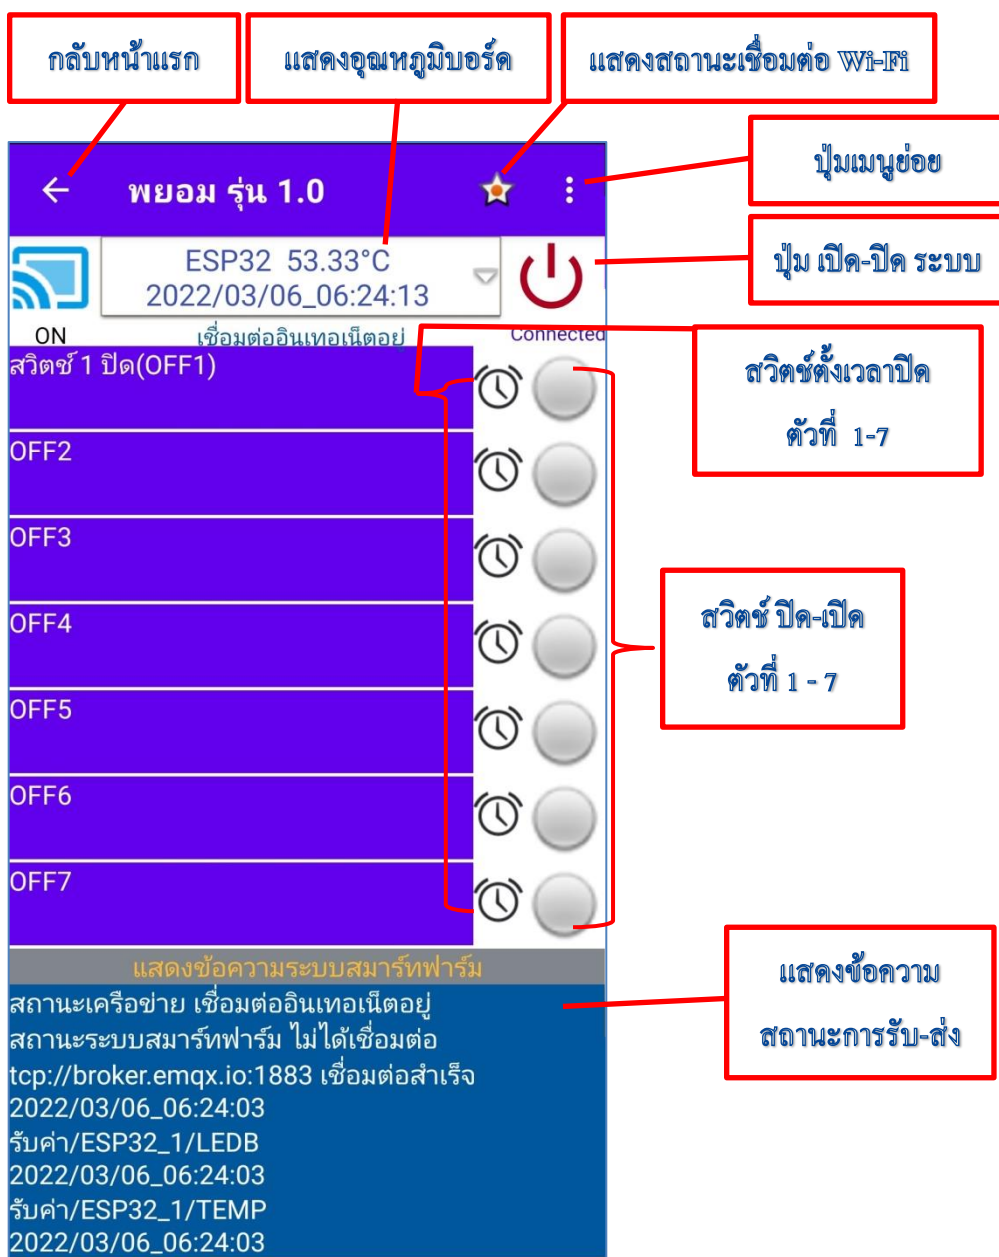 กลับหน้าแรก
แสดงอุณหภูมิบอร์ด
แสดงสถานะเชื่อมต่อ Wi-Fi
ปุ่มเมนูย่อย
พยอม รุ่น 1.0
ปุ่ม เปิด-ปิด ระบบ
ESP32 53.33°C
2022/03/06_06:24:13
ON
เชื่อมต่ออินเทอเน็ตอยู่
Connected
สวิตช์ตั้งเวลาปิด
ตัวที่ 1-7
สวิตช์ 1 ปิด(OFF1)
OFF2
OFF3
OFF4
OFF5
OFF6
OFF7
สวิตช์ ปิด-เปิด
ตัวที่ 1 - 7
แสดงข้อความระบบสมาร์ทฟาร์ม
แสดงข้อความ
สถานะการรับ-ส่ง
สถานะเครือข่าย เชื่อมต่ออินเทอเน็ตอยู่
สถานะระบบสมาร์ทฟาร์ม ไม่ได้เชื่อมต่อ
tcp://broker.emqx.io:1883 เชื่อมต่อสำเร็จ
2022/03/06_06:24:03
รับค่า/ESP32_1/LEDB
2022/03/06_06:24:03
รับค่า/ESP32_1/TEMP
2022/03/06_06:24:03